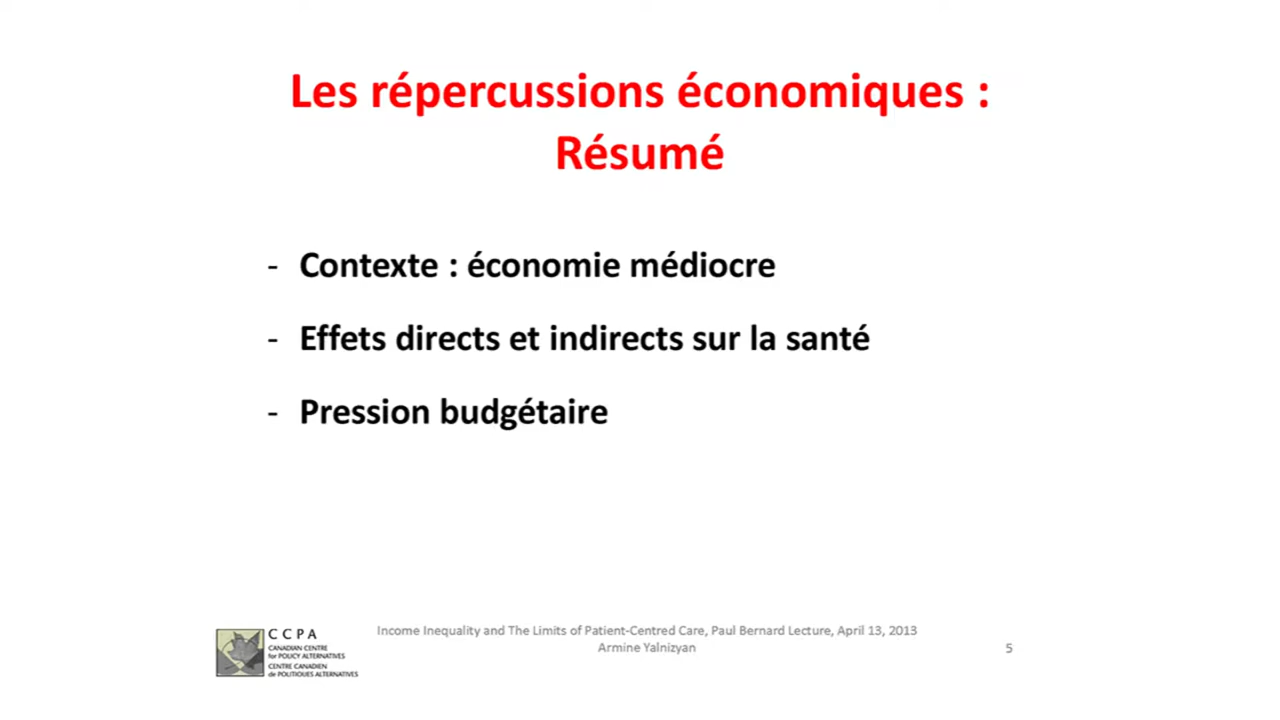 Les répercussions économiques :
Résumé
- Contexte : économie médiocre
- Effets directs et indirects sur la santé
- Pression budgétaire
CCPA
CANADIAN CENTRE
for POLICY ALTERNATIVES
CENTRE CANADIEN
de POLITIQUES ALTERNATIVES
Income Inequality and The Limits of Patient-Centred Care, Paul Bernard Lecture, April 13, 2013
Armine Yalnizyan
5